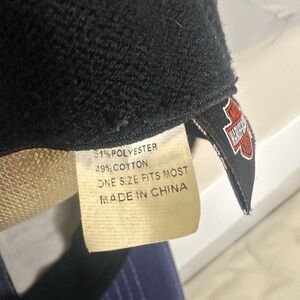 51%POLYESTER
49%COTTON
ONE SIZE FITS MOST
MADE IN CHINA